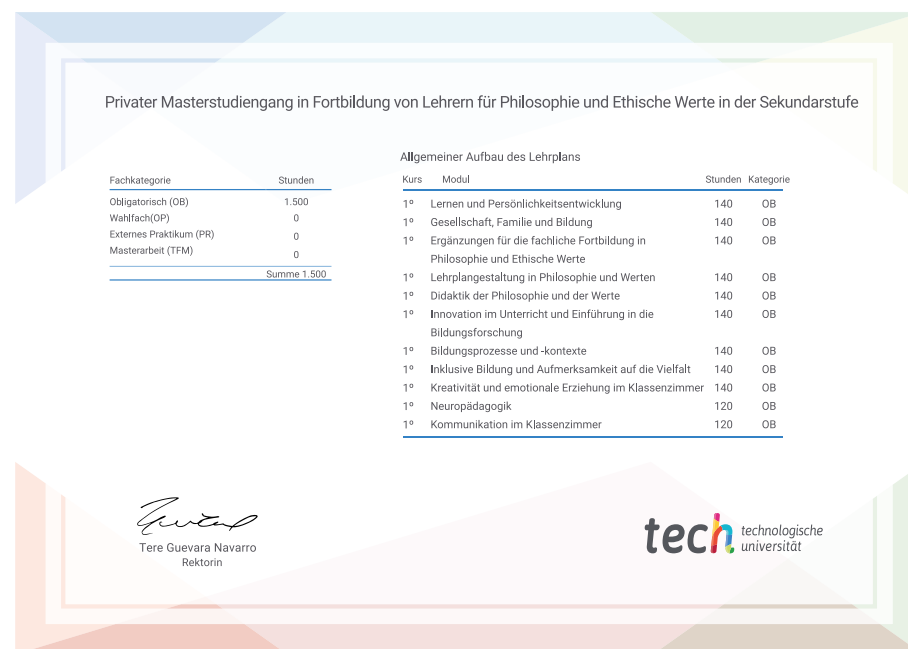 Privater Masterstudiengang in Fortbildung von Lehrern für Philosophie und Ethische Werte in der Sekundarstufe
Fachkategorie Stunden
Obligatorisch (OB) 1.500
Wahlfach(OP) 0
Externes Praktikum (PR) 0
Masterarbeit (TFM) 0
Summe 1.500
Allgemeiner Aufbau des Lehrplans
Kurs Modul Stunden Kategorie
1º Lernen und Persönlichkeitsentwicklung 140 OB
1º Gesellschaft, Familie und Bildung 140 OB
1º Ergänzungen für die fachliche Fortbildung in 140 OB
Philosophie und Ethische Werte
1º Lehrplangestaltung in Philosophie und Werten 140 OB
1º Didaktik der Philosophie und der Werte 140 OB
1º Innovation im Unterricht und Einführung in die 140 OB
Bildungsforschung
1º Bildungsprozesse und -kontexte 140 OB
1º Inklusive Bildung und Aufmerksamkeit auf die Vielfalt 140 OB
1º Kreativität und emotionale Erziehung im Klassenzimmer 140 OB
1º Neuropädagogik 120 OB
1º Kommunikation im Klassenzimmer 120 OB
Tere Guevara Navarro
Rektorin
tech technologische
universität